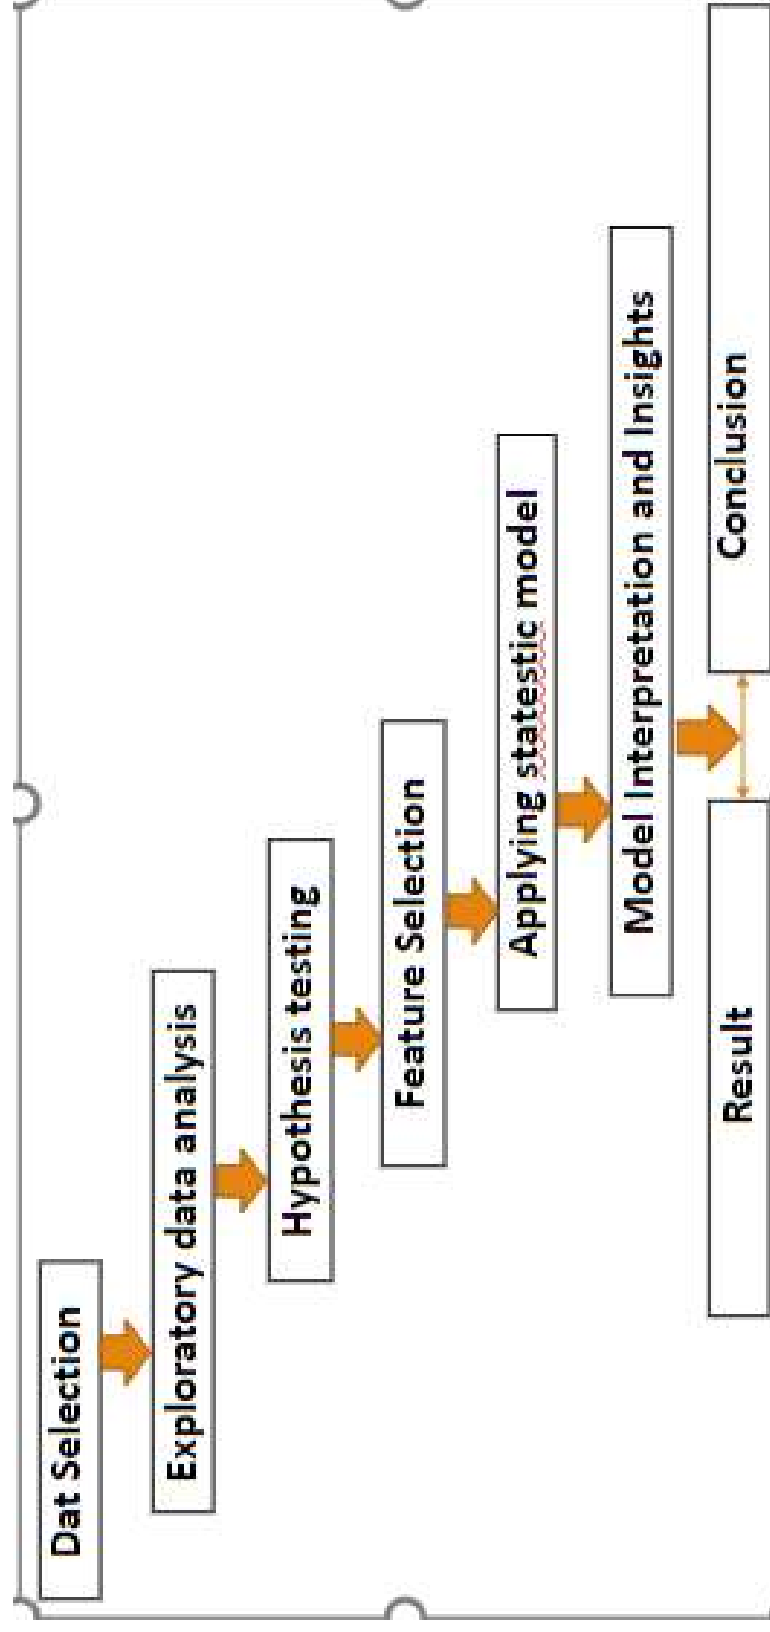 Dat Selection
Exploratory data analysis
Hypothesis testing
Feature Selection
Applying statestic model
Model Interpretation and Insights
Result
Conclusion